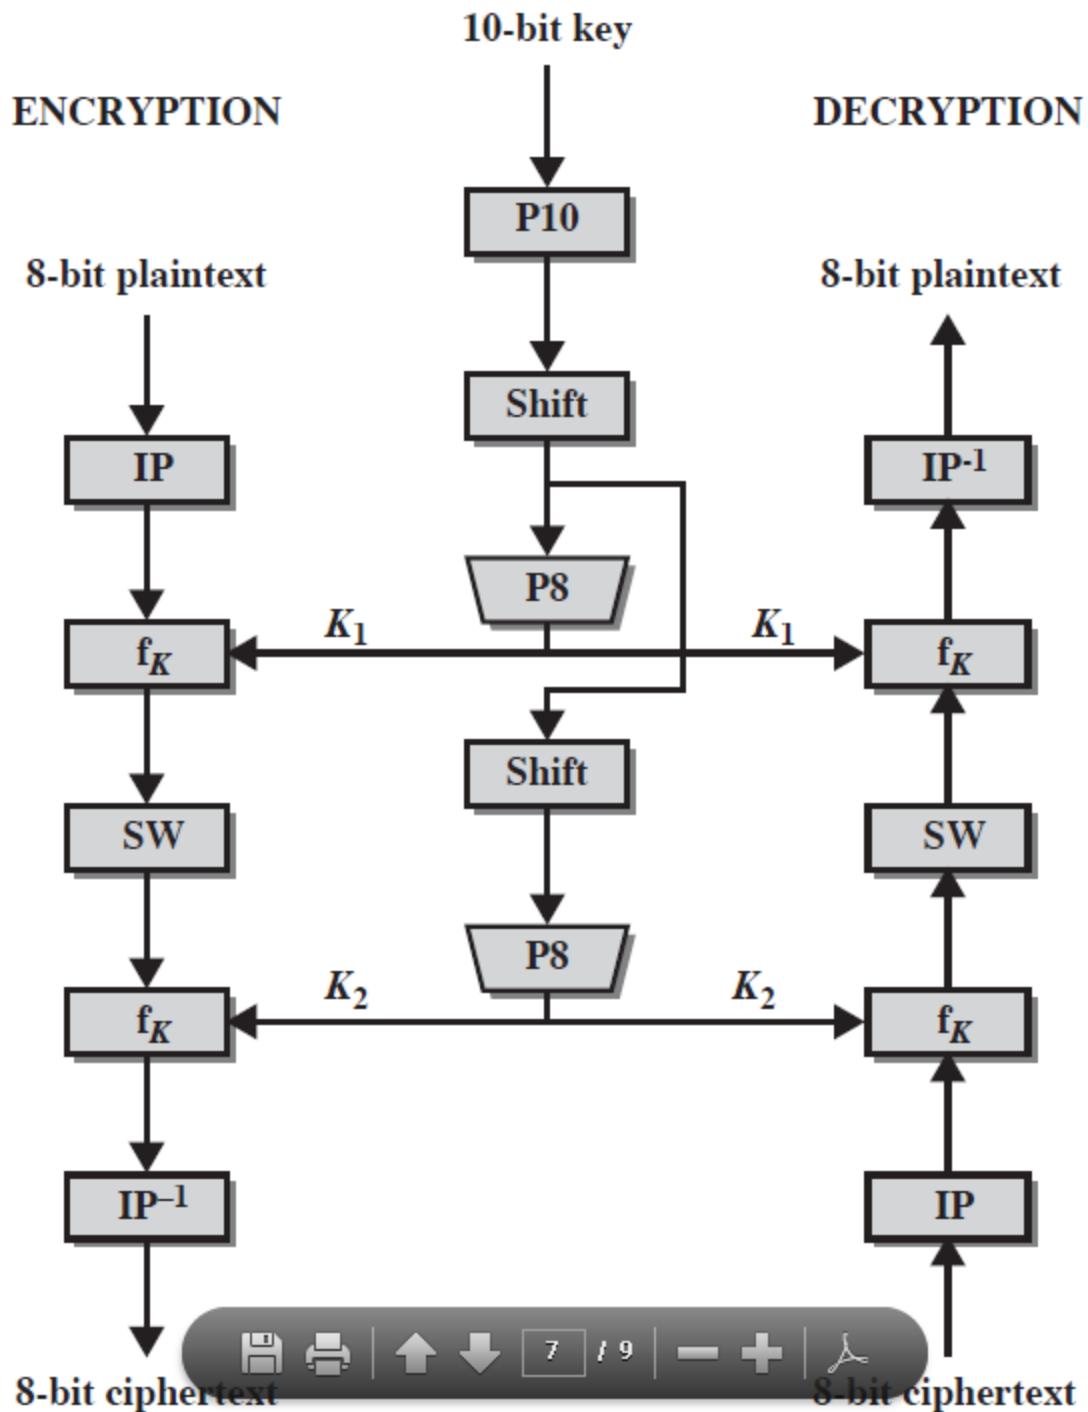 10-bit key
ENCRYPTION
DECRYPTION
P10
8-bit plaintext
8-bit plaintext
Shift
IP
IP-1
P8
K1
K1
fK
fK
Shift
SW
SW
P8
K2
K2
fK
fK
IP–1
IP
7 / 9
8-bit ciphertext
8-bit ciphertext